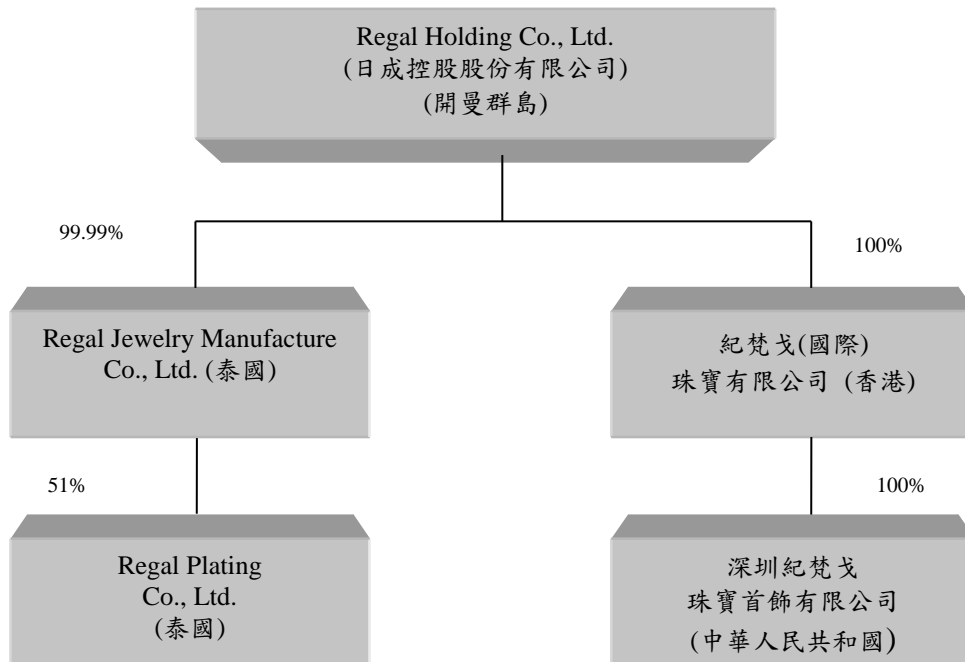 Regal Holding Co., Ltd.
(日成控股股份有限公司)
(開曼群島)
99.99%
100%
Regal Jewelry Manufacture
Co., Ltd. (泰國)
紀梵戈(國際)
珠寶有限公司 (香港)
51%
100%
Regal Plating
Co., Ltd.
(泰國)
深圳紀梵戈
珠寶首飾有限公司
(中華人民共和國)